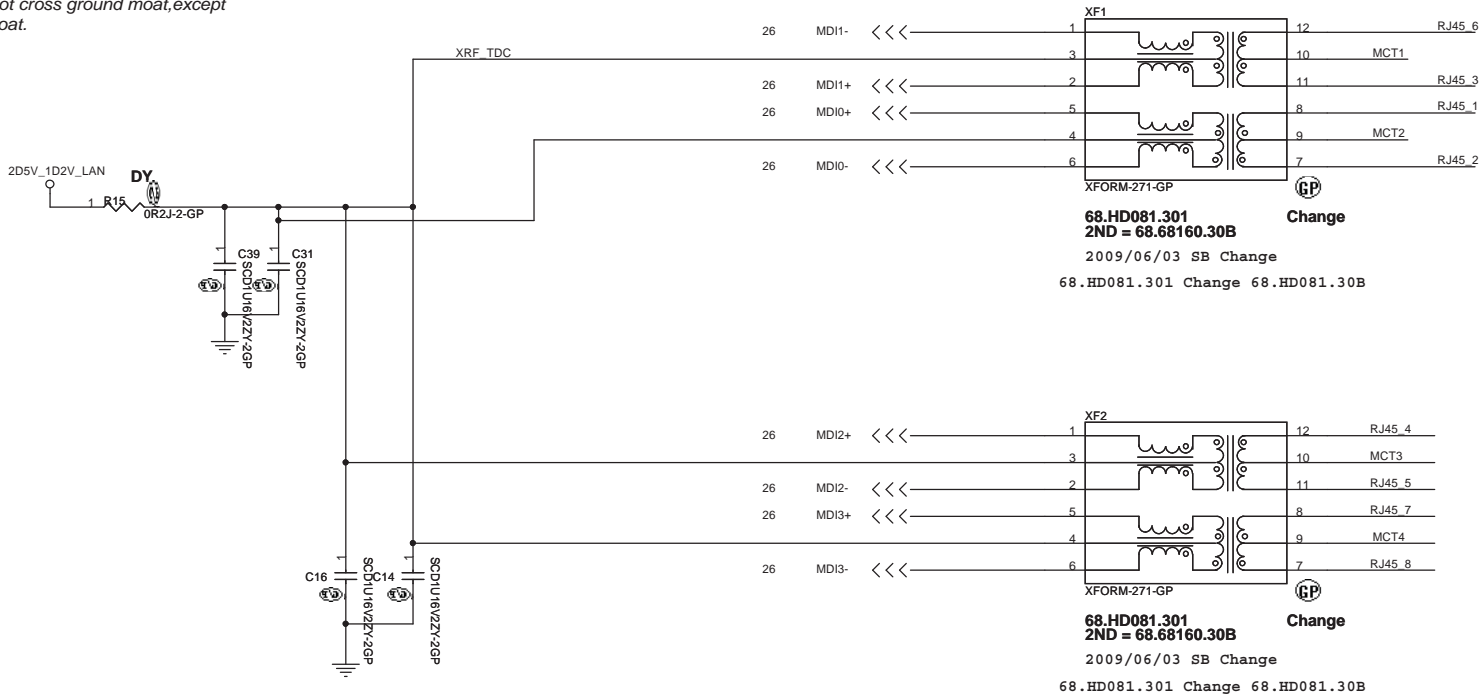 ot cross ground moat,except
oat.
XF1
26 MDI1- 1 12 RJ45_6
XRF_TDC 3 10 MCT1
26 MDI1+ 2 11 RJ45_3
26 MDI0+ 5 8 RJ45_1
4 9 MCT2
26 MDI0- 6 7 RJ45_2
XFORM-271-GP
GP
68.HD081.301 Change
2ND = 68.68160.30B
2009/06/03 SB Change
68.HD081.301 Change 68.HD081.30B
2D5V_1D2V_LAN
DY
1 R15
0R2J-2-GP
1 C39
SCD1U16V2ZY-2GP
1 C31
SCD1U16V2ZY-2GP
XF2
26 MDI2+ 1 12 RJ45_4
3 10 MCT3
26 MDI2- 2 11 RJ45_5
26 MDI3+ 5 8 RJ45_7
4 9 MCT4
26 MDI3- 6 7 RJ45_8
XFORM-271-GP
GP
68.HD081.301 Change
2ND = 68.68160.30B
2009/06/03 SB Change
68.HD081.301 Change 68.HD081.30B
1 C16
SCD1U16V2ZY-2GP
1 C14
SCD1U16V2ZY-2GP